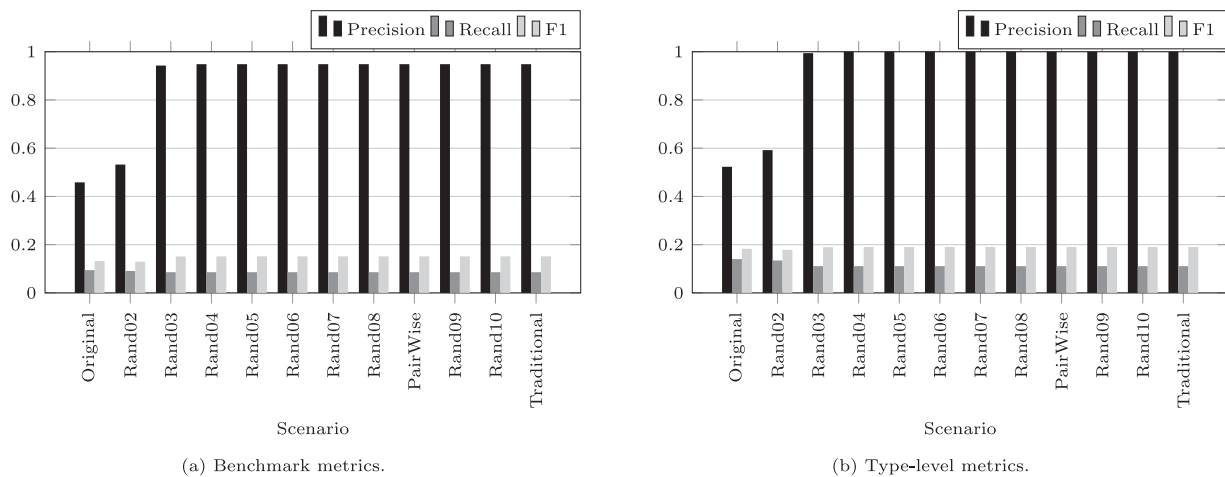 Precision Recall F1
1
0.8
0.6
0.4
0.2
0
Original
Rand02
Rand03
Rand04
Rand05
Rand06
Rand07
Rand08
PairWise
Rand09
Rand10
Traditional
Scenario
(a) Benchmark metrics.
Precision Recall F1
1
0.8
0.6
0.4
0.2
0
Original
Rand02
Rand03
Rand04
Rand05
Rand06
Rand07
Rand08
PairWise
Rand09
Rand10
Traditional
Scenario
(b) Type-level metrics.